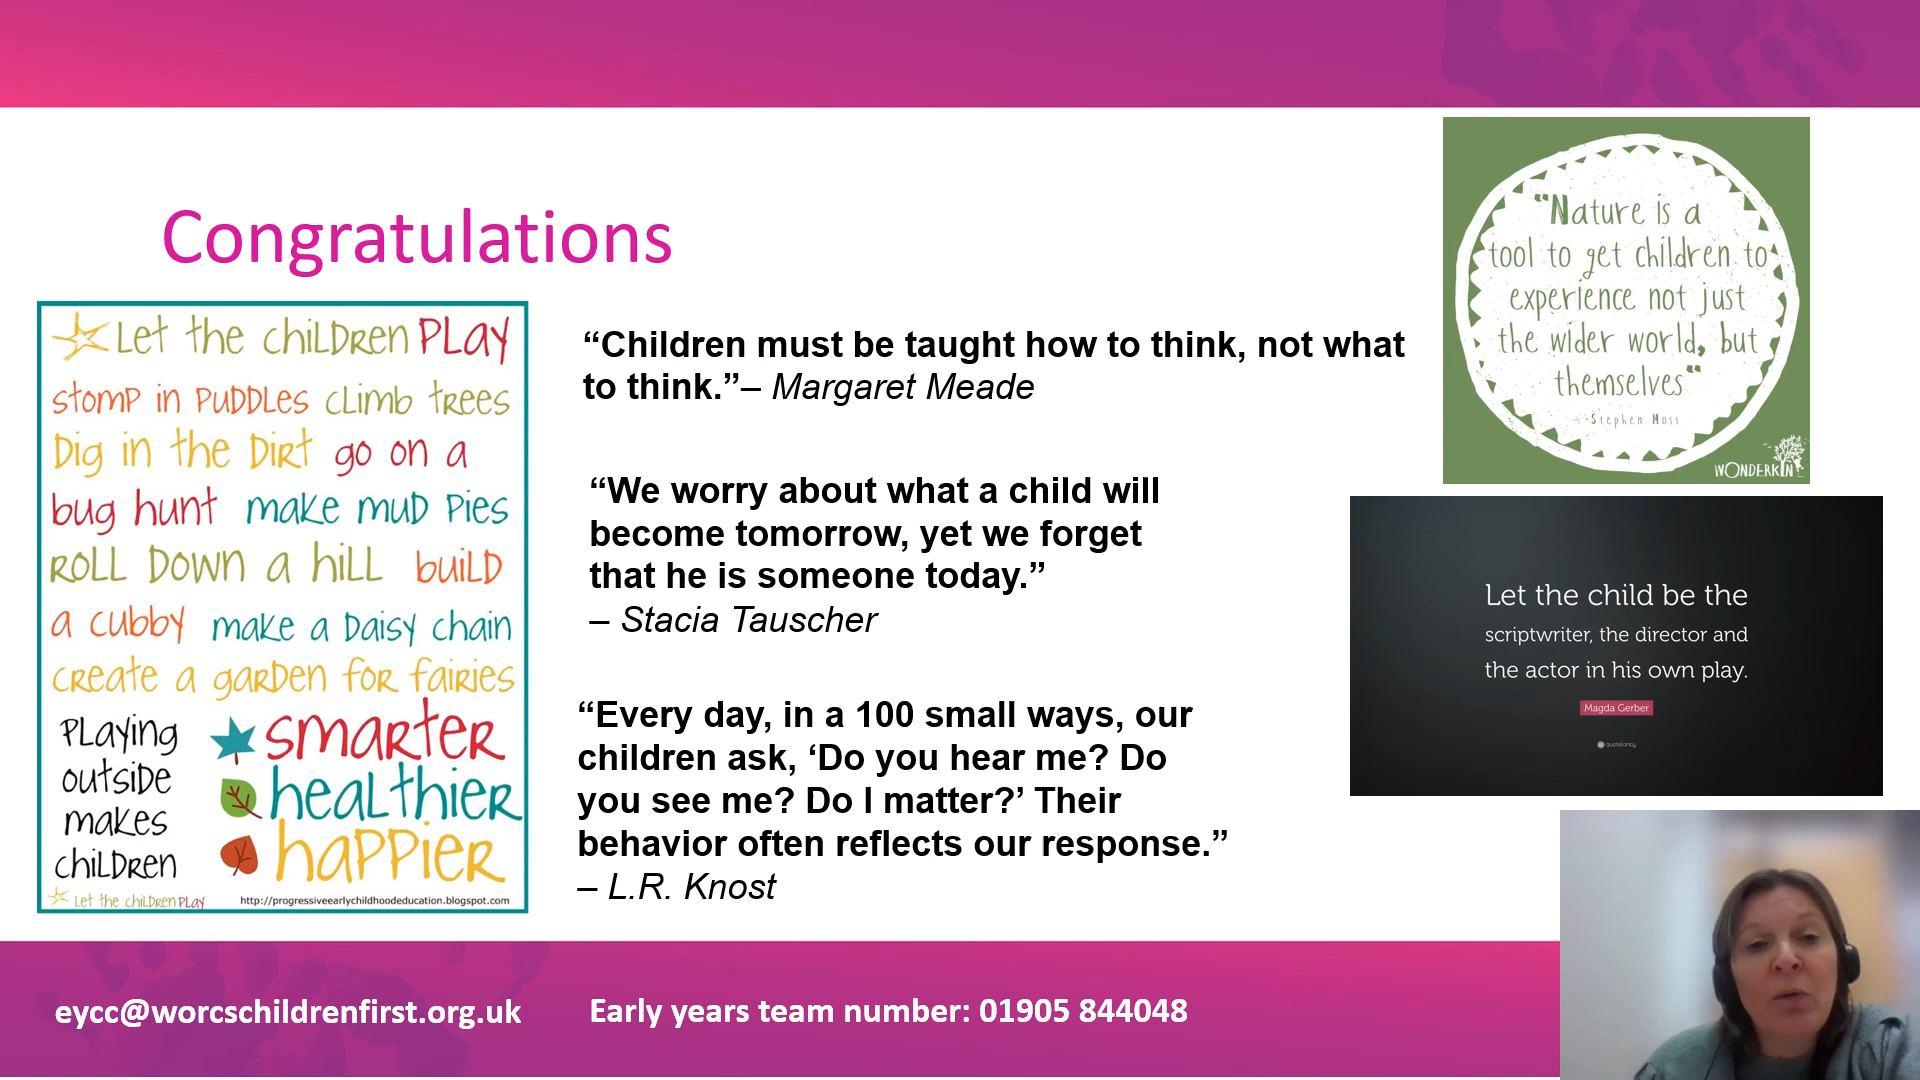 Congratulations
Let the children PLAY
stomp in puddles climb trees
Dig in the Dirt go on a
bug hunt make mud pies
ROLL DOWN a hill build
a cubby make a Daisy chain
create a garden for fairies
PLaying
outside
makes
children
smarter
healthier
happier
Let the children PLAY
http://progressiveearlychildhoodeducation.blogspot.com
“Children must be taught how to think, not what
to think.”– Margaret Meade
“We worry about what a child will
become tomorrow, yet we forget
that he is someone today.”
– Stacia Tauscher
“Every day, in a 100 small ways, our
children ask, ‘Do you hear me? Do
you see me? Do I matter?’ Their
behavior often reflects our response.”
– L.R. Knost
“Nature is a
tool to get children to
experience not just
the wider world, but
themselves”
- Stephen Moss
WONDERKIN
Let the child be the
scriptwriter, the director and
the actor in his own play.
Magda Gerber
quotefancy
eycc@worcschildrenfirst.org.uk
Early years team number: 01905 844048